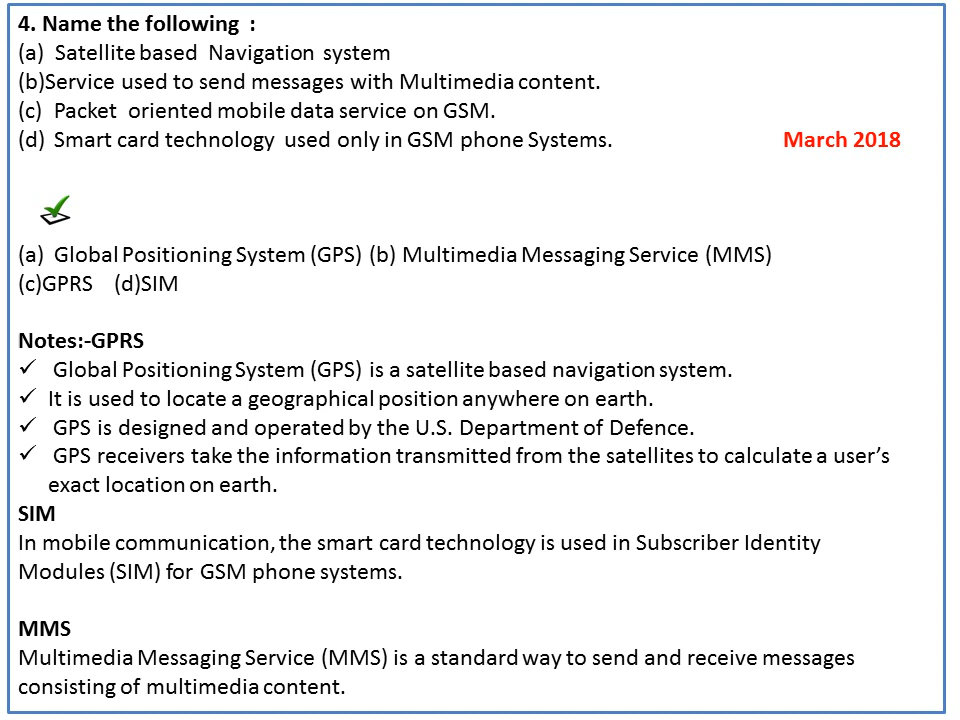 4. Name the following :
(a) Satellite based Navigation system
(b)Service used to send messages with Multimedia content.
(c) Packet oriented mobile data service on GSM.
(d) Smart card technology used only in GSM phone Systems. March 2018
(a) Global Positioning System (GPS) (b) Multimedia Messaging Service (MMS)
(c)GPRS (d)SIM
Notes:-GPRS
✓ Global Positioning System (GPS) is a satellite based navigation system.
✓ It is used to locate a geographical position anywhere on earth.
✓ GPS is designed and operated by the U.S. Department of Defence.
✓ GPS receivers take the information transmitted from the satellites to calculate a user's
exact location on earth.
SIM
In mobile communication, the smart card technology is used in Subscriber Identity
Modules (SIM) for GSM phone systems.
MMS
Multimedia Messaging Service (MMS) is a standard way to send and receive messages
consisting of multimedia content.